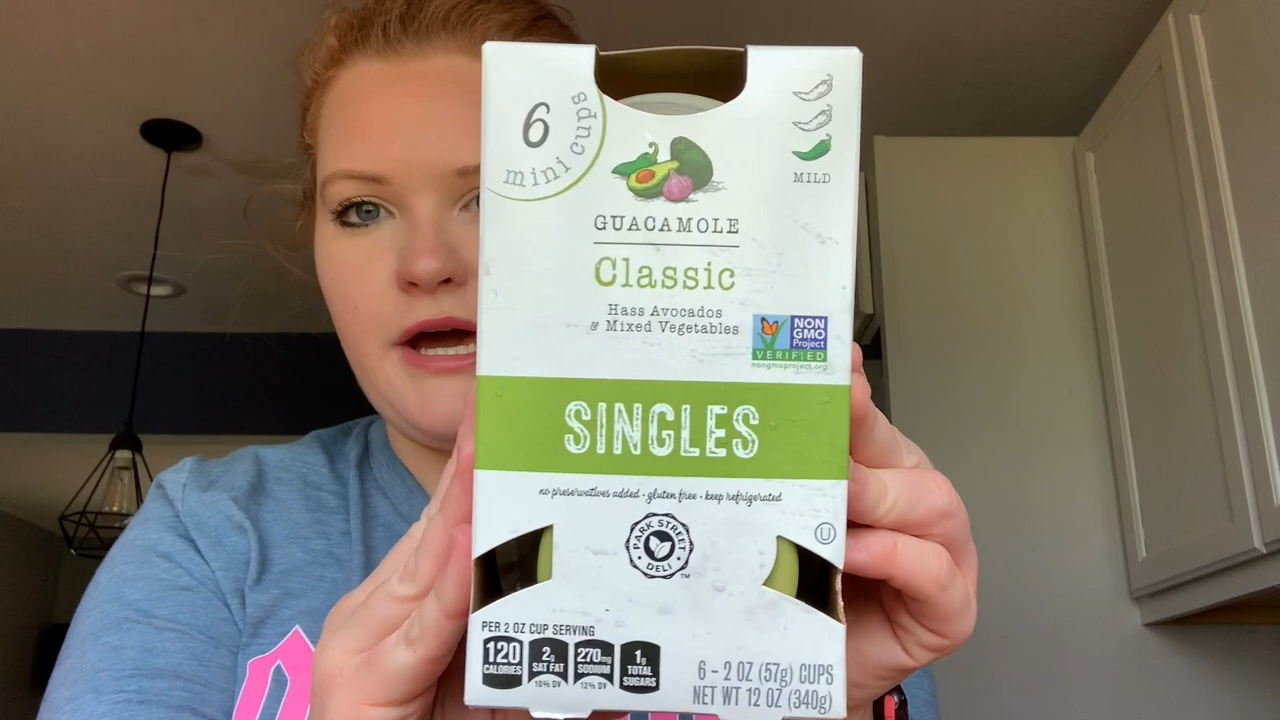 6
mini cups
MILD
GUACAMOLE
Classic
Hass Avocados
& Mixed Vegetables
NON
GMO
Project
VERIFIED
nongmoproject.org
SINGLES
no preservatives added • gluten free • keep refrigerated
PARK STREET
DELI
TM
U
PER 2 OZ CUP SERVING
120
CALORIES
2g
SAT FAT
10% DV
270mg
SODIUM
12% DV
1g
TOTAL
SUGARS
6 – 2 OZ (57g) CUPS
NET WT 12 OZ (340g)